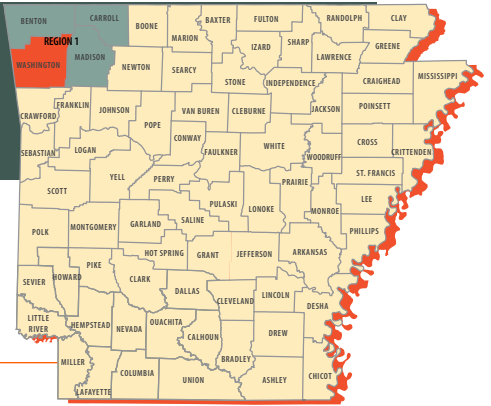 BENTON
CARROLL
BOONE
BAXTER
FULTON
RANDOLPH
CLAY
REGION 1
MARION
IZARD
SHARP
GREENE
WASHINGTON
MADISON
NEWTON
SEARCY
STONE
INDEPENDENCE
LAWRENCE
CRAIGHEAD
MISSISSIPPI
CRAWFORD
FRANKLIN
JOHNSON
POPE
VAN BUREN
CLEBURNE
JACKSON
POINSETT
SEBASTIAN
LOGAN
CONWAY
FAULKNER
WHITE
WOODRUFF
CROSS
CRITTENDEN
SCOTT
YELL
PERRY
PULASKI
LONOKE
PRAIRIE
MONROE
ST. FRANCIS
LEE
POLK
MONTGOMERY
GARLAND
SALINE
PHILLIPS
HOT SPRING
GRANT
JEFFERSON
ARKANSAS
SEVIER
HOWARD
PIKE
CLARK
DALLAS
CLEVELAND
LINCOLN
DESHA
LITTLE
RIVER
HEMPSTEAD
NEVADA
OUACHITA
CALHOUN
BRADLEY
DREW
MILLER
LAFAYETTE
COLUMBIA
UNION
ASHLEY
CHICOT